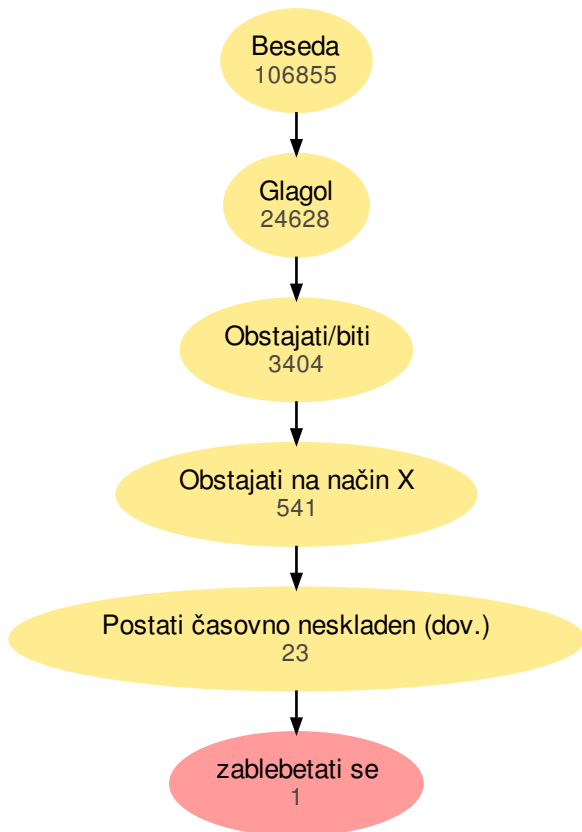 Beseda
106855
Glagol
24628
Obstajati/biti
3404
Obstajati na način X
541
Postati časovno neskladen (dov.)
23
zablebetati se
1